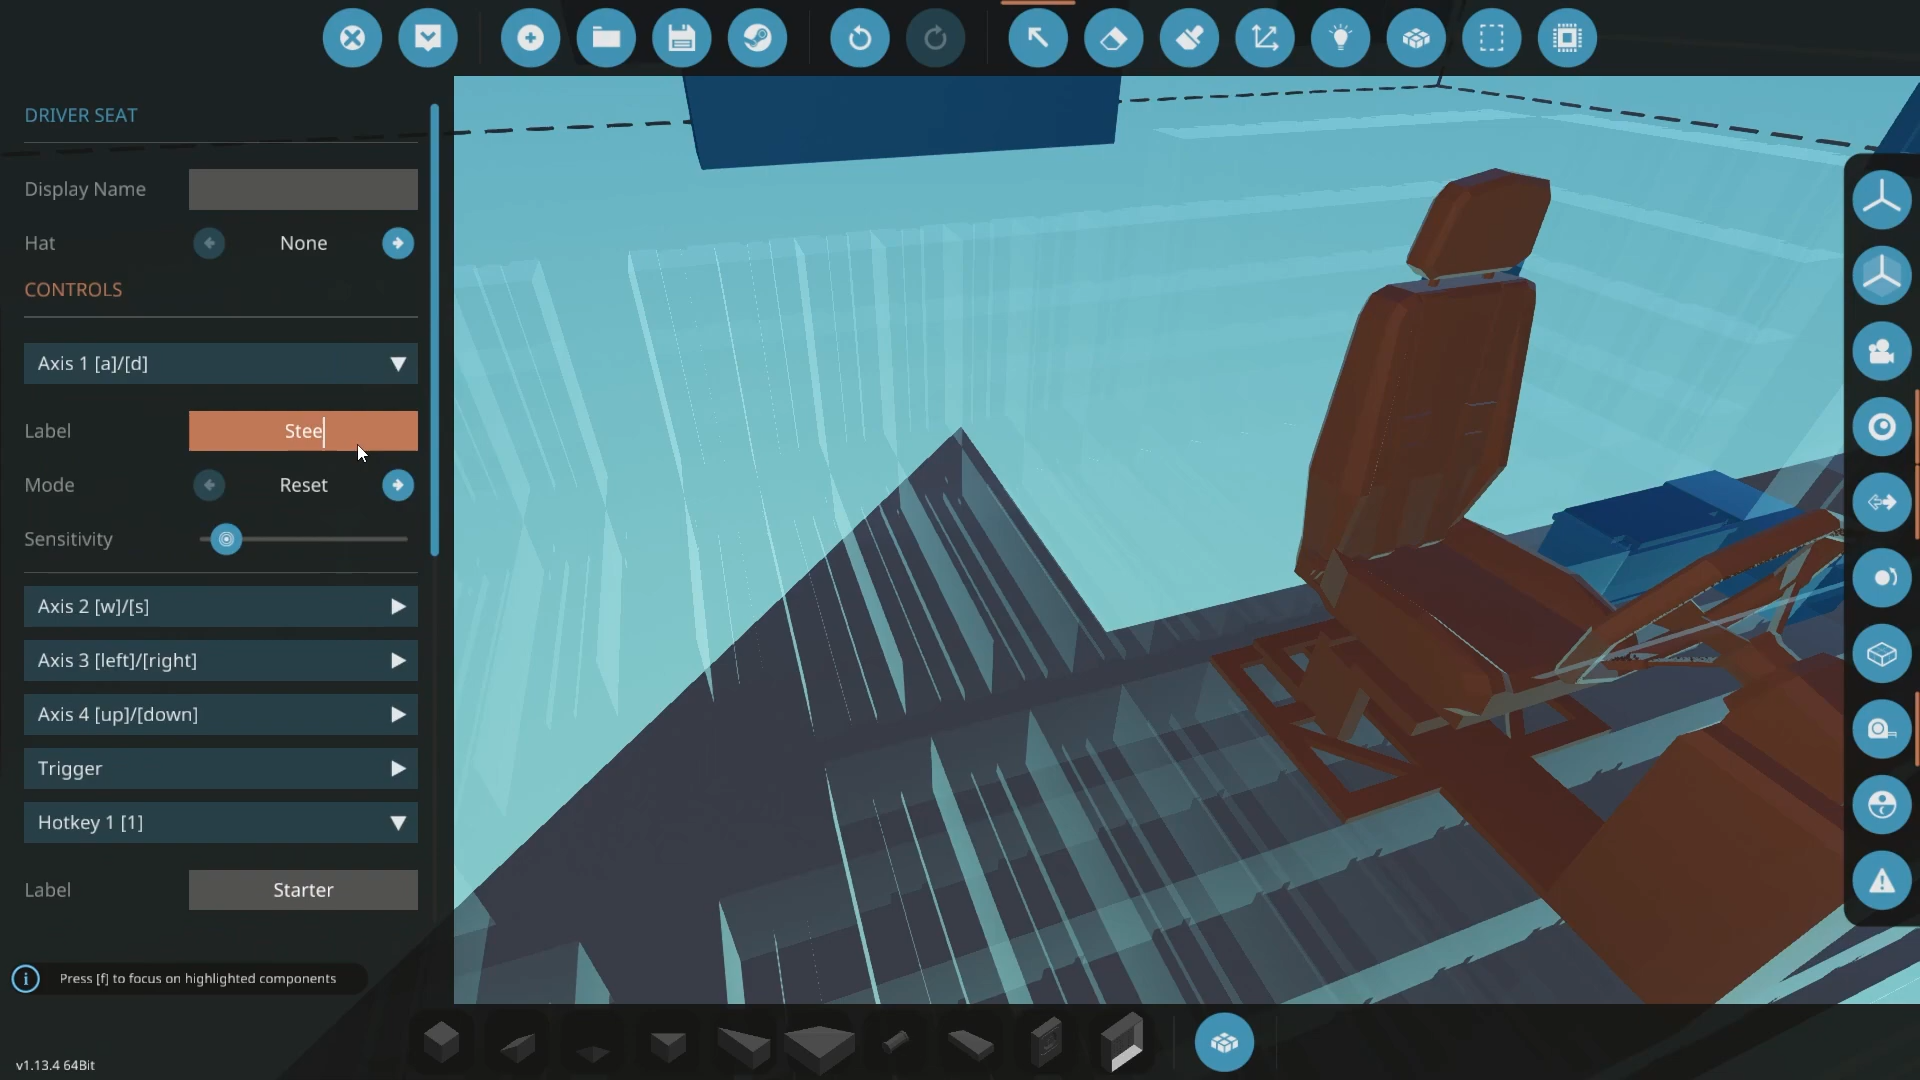 DRIVER SEAT
Display Name
Hat
None
CONTROLS
Axis 1 [a]/[d]
Label
Stee
Mode
Reset
Sensitivity
Axis 2 [w]/[s]
Axis 3 [left]/[right]
Axis 4 [up]/[down]
Trigger
Hotkey 1 [1]
Label
Starter
Press [f] to focus on highlighted components
v1.13.4 64Bit